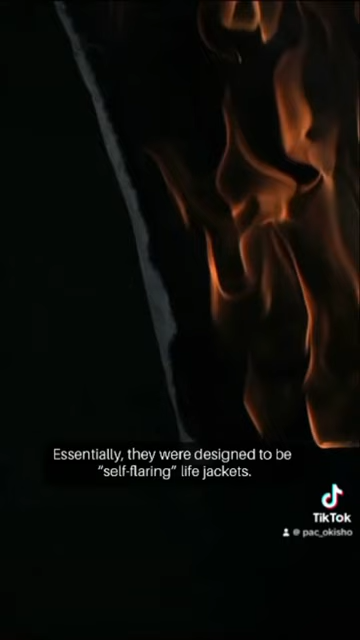 Essentially, they were designed to be
"self-flaring" life jackets.
TikTok
@ pac_okisho